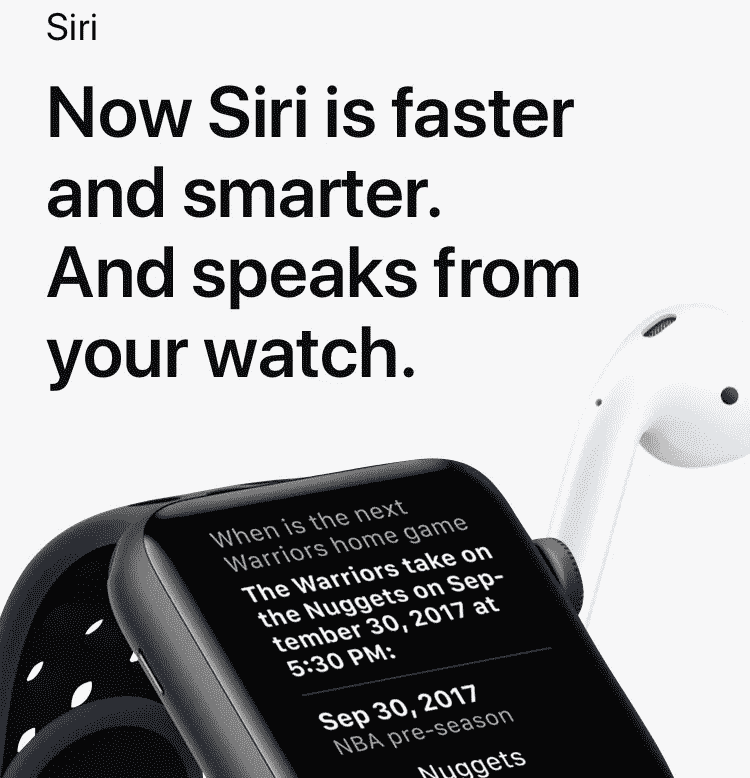 Siri
Now Siri is faster
and smarter.
And speaks from
your watch.
When is the next
Warriors home game
The Warriors take on
the Nuggets on Sep-
tember 30, 2017 at
5:30 PM:
Sep 30, 2017
NBA pre-season
Nuggets